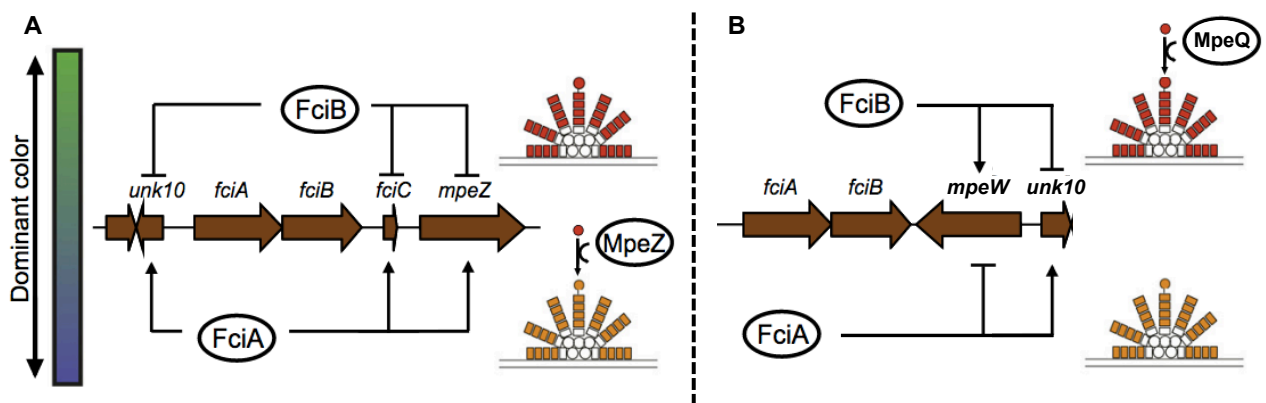 A
B
Dominant color
FciB
unk10 fciA fciB fciC mpeZ
MpeZ
FciA
MpeQ
FciB
fciA fciB mpeW unk10
FciA